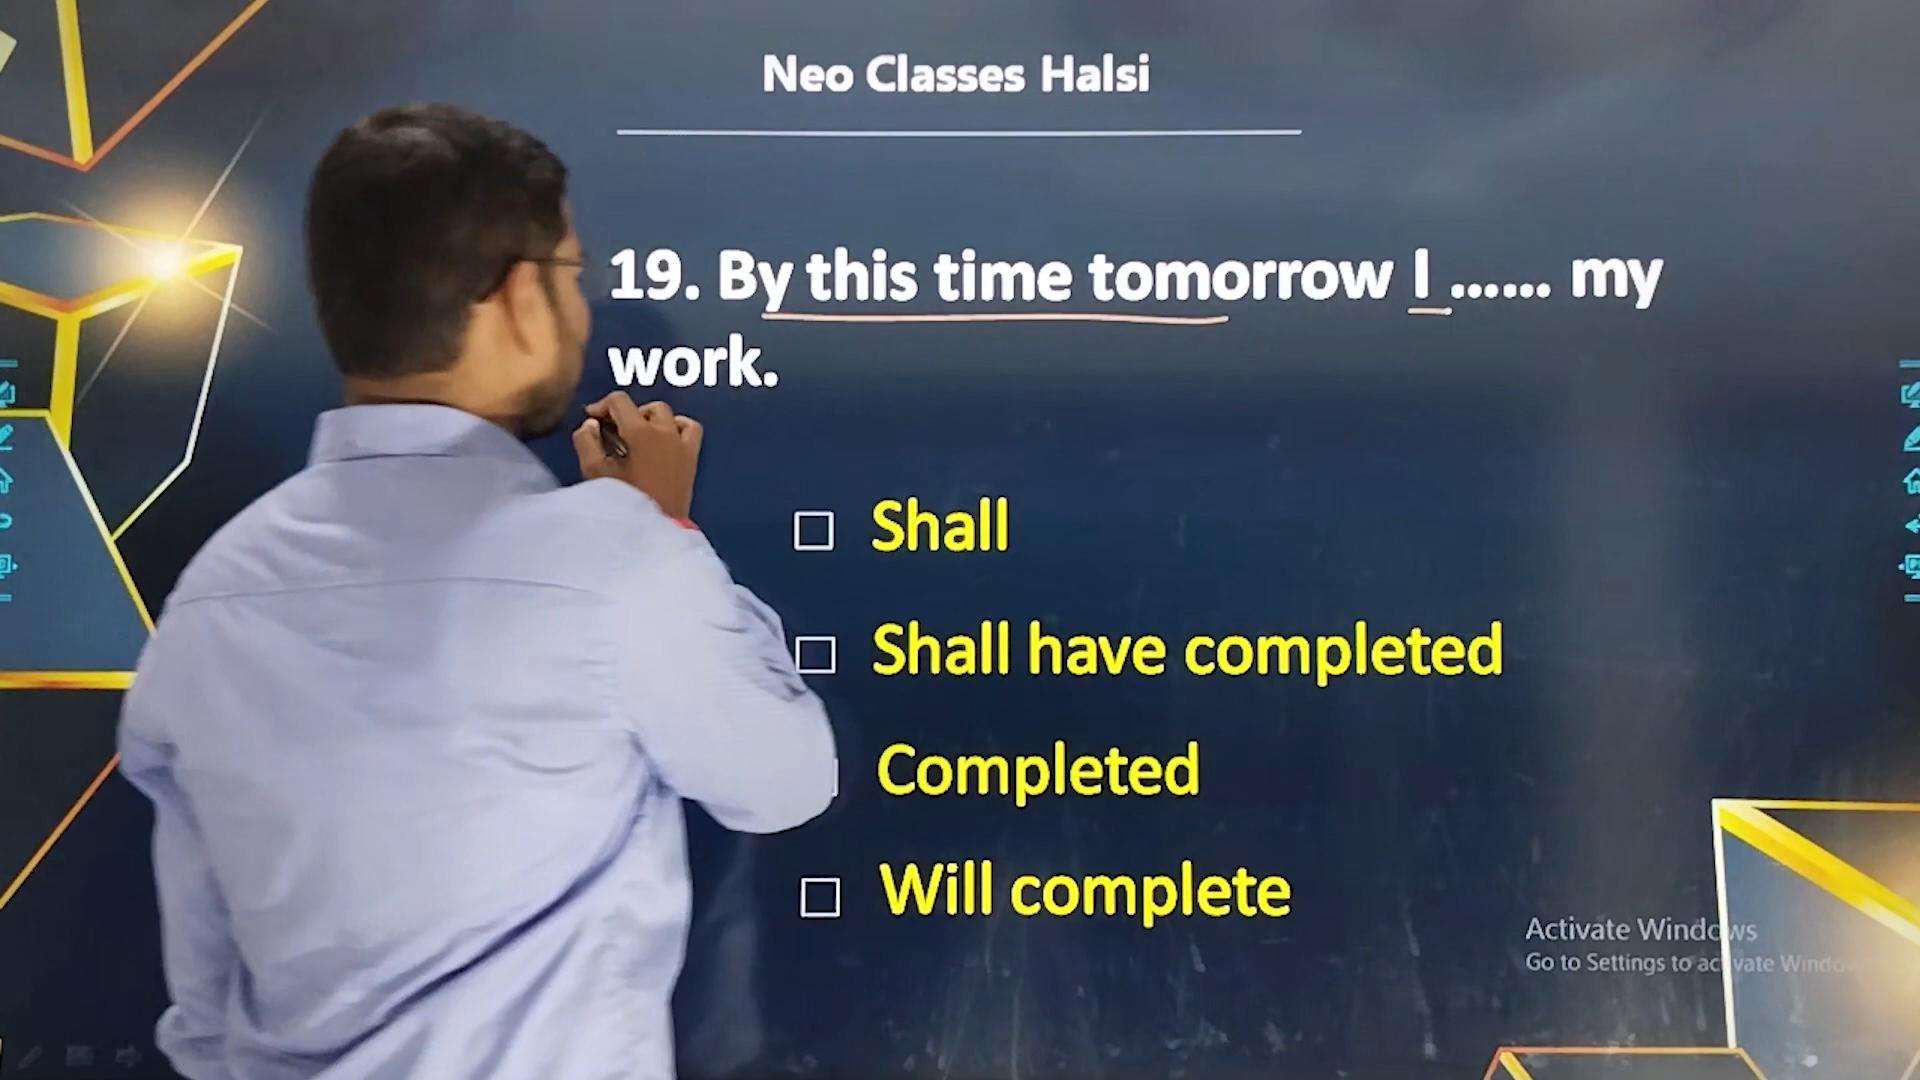 Neo Classes Halsi
19. By this time tomorrow I ...... my
work.
□ Shall
□ Shall have completed
Completed
□ Will complete
Activate Windows
Go to Settings to activate Windows